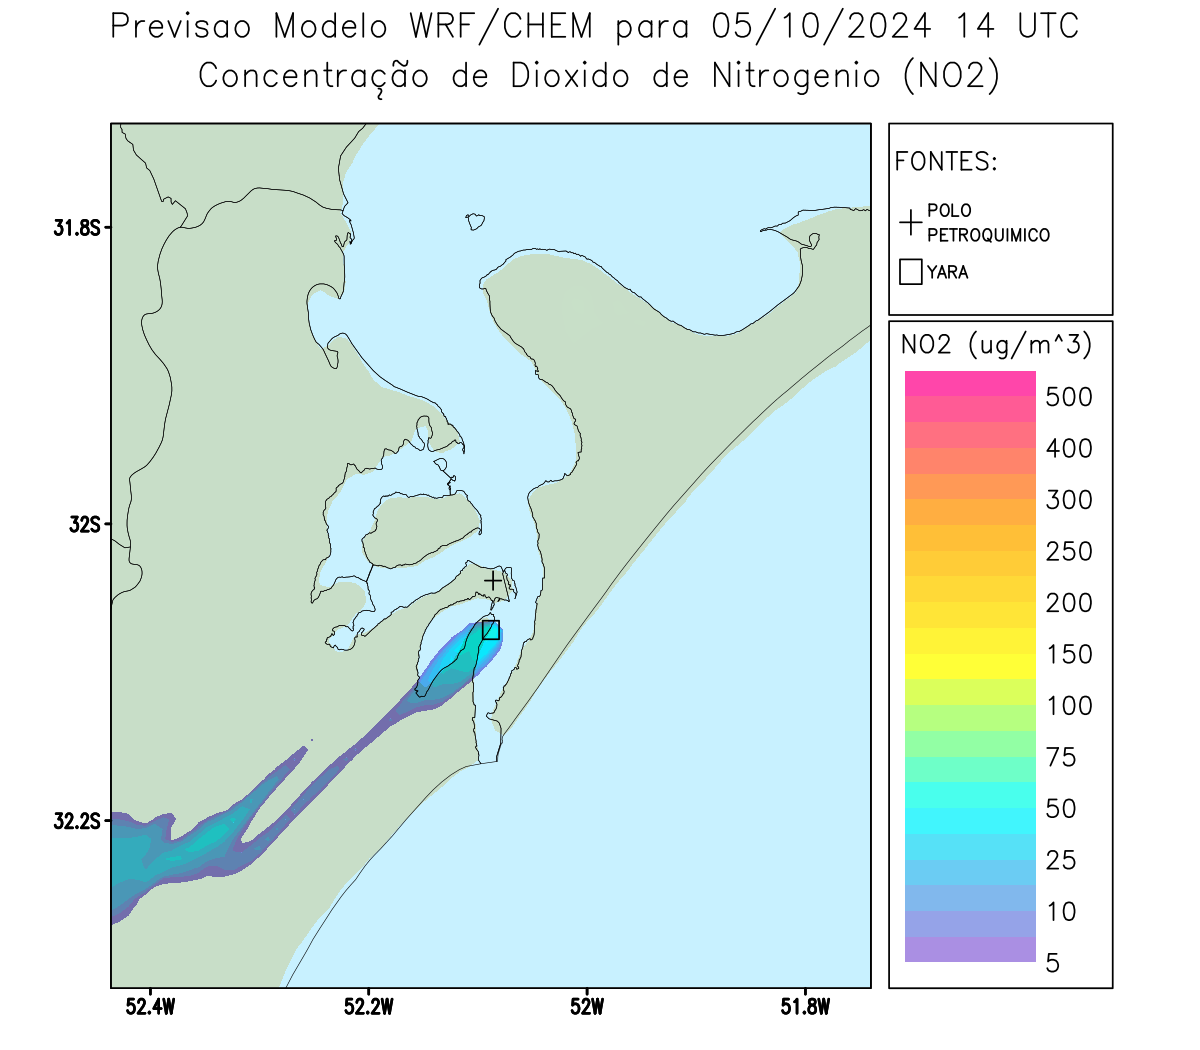 Previsao Modelo WRF/CHEM para 05/10/2024 14 UTC
Concentração de Dioxido de Nitrogenio (NO2)
FONTES:
POLO
PETROQUIMICO
YARA
NO2 (ug/m^3)
500
400
300
250
200
150
100
75
50
25
10
5
31.8S
32S
32.2S
52.4W
52.2W
52W
51.8W